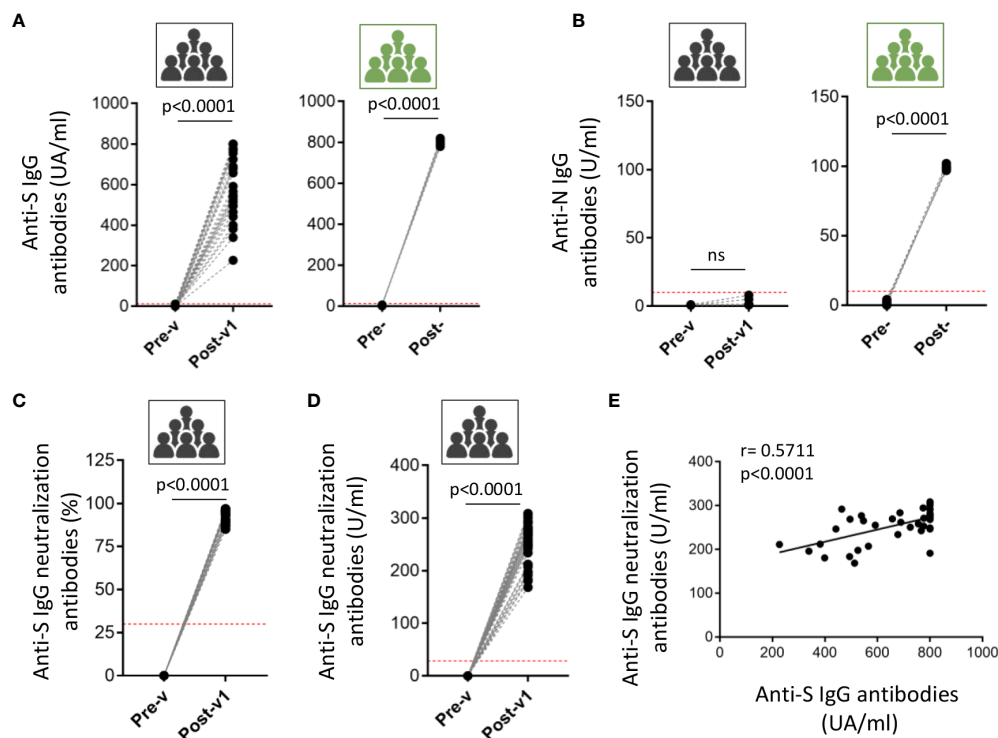 A
Anti-S IgG
antibodies (UA/ml)
p<0.0001
1000
800
600
400
200
0
Pre-v
Post-v1
p<0.0001
1000
800
600
400
200
0
Pre-
Post-
B
Anti-N IgG
antibodies (U/ml)
150
100
50
0
ns
Pre-v
Post-v1
150
100
50
0
p<0.0001
Pre-
Post-
C
Anti-S IgG neutralization
antibodies (%)
125
100
75
50
25
0
p<0.0001
Pre-v
Post-v1
D
Anti-S IgG neutralization
antibodies (U/ml)
400
300
200
100
0
p<0.0001
Pre-v
Post-v1
E
Anti-S IgG neutralization
antibodies (U/ml)
r= 0.5711
p<0.0001
400
300
200
100
0
0
200
400
600
800
1000
Anti-S IgG antibodies
(UA/ml)